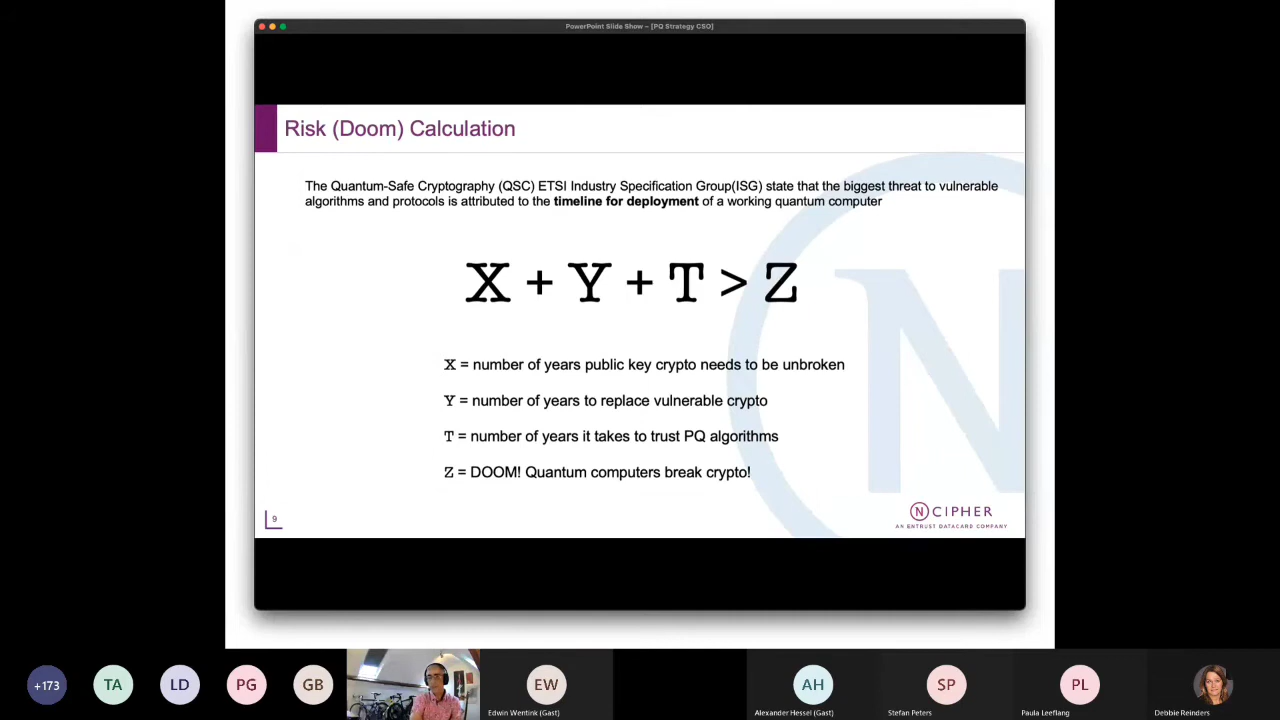 PowerPoint Slide Show – [PQ Strategy CSO]
Risk (Doom) Calculation
The Quantum-Safe Cryptography (QSC) ETSI Industry Specification Group(ISG) state that the biggest threat to vulnerable
algorithms and protocols is attributed to the timeline for deployment of a working quantum computer
X + Y + T > Z
X = number of years public key crypto needs to be unbroken
Y = number of years to replace vulnerable crypto
T = number of years it takes to trust PQ algorithms
Z = DOOM! Quantum computers break crypto!
9
N CIPHER
AN ENTRUST DATACARD COMPANY
+173
TA
LD
PG
GB
EW
Edwin Wentink (Gast)
AH
Alexander Hessel (Gast)
SP
Stefan Peters
PL
Paula Leeflang
Debbie Reinders